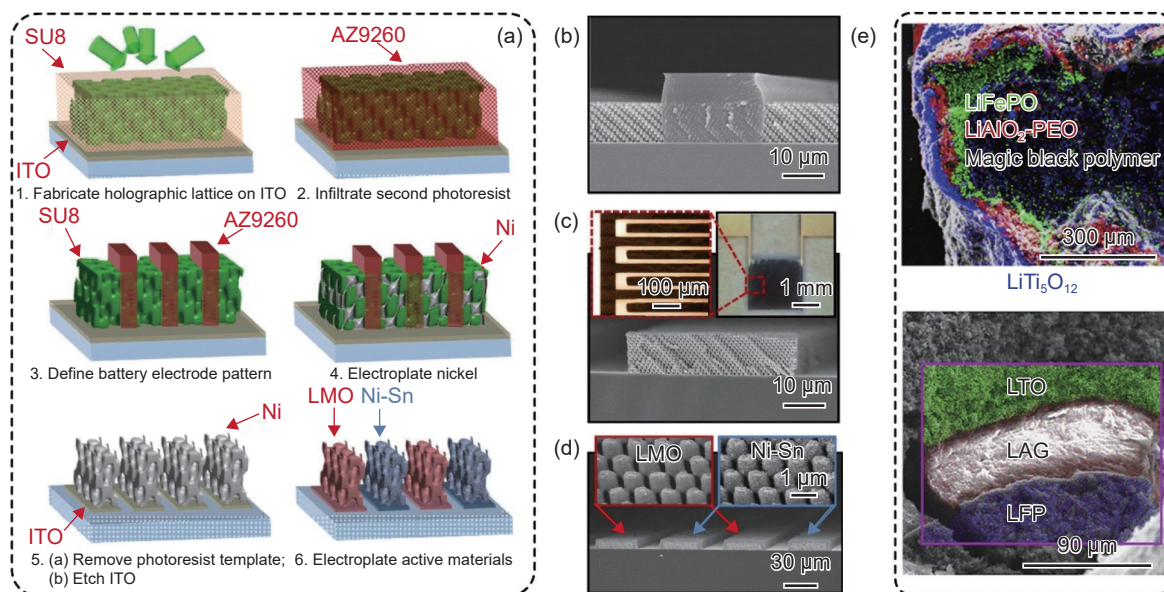 (a)
SU8
AZ9260
ITO
1. Fabricate holographic lattice on ITO
2. Infiltrate second photoresist
SU8
AZ9260
Ni
3. Define battery electrode pattern
4. Electroplate nickel
Ni
LMO
Ni-Sn
ITO
5. (a) Remove photoresist template;
(b) Etch ITO
6. Electroplate active materials
(b)
10 μm
(c)
100 μm
1 mm
10 μm
(d)
LMO
Ni-Sn
1 μm
30 μm
(e)
LiFePO
LiAlO₂-PEO
Magic black polymer
300 μm
LiTi₅O₁₂
LTO
LAG
LFP
90 μm